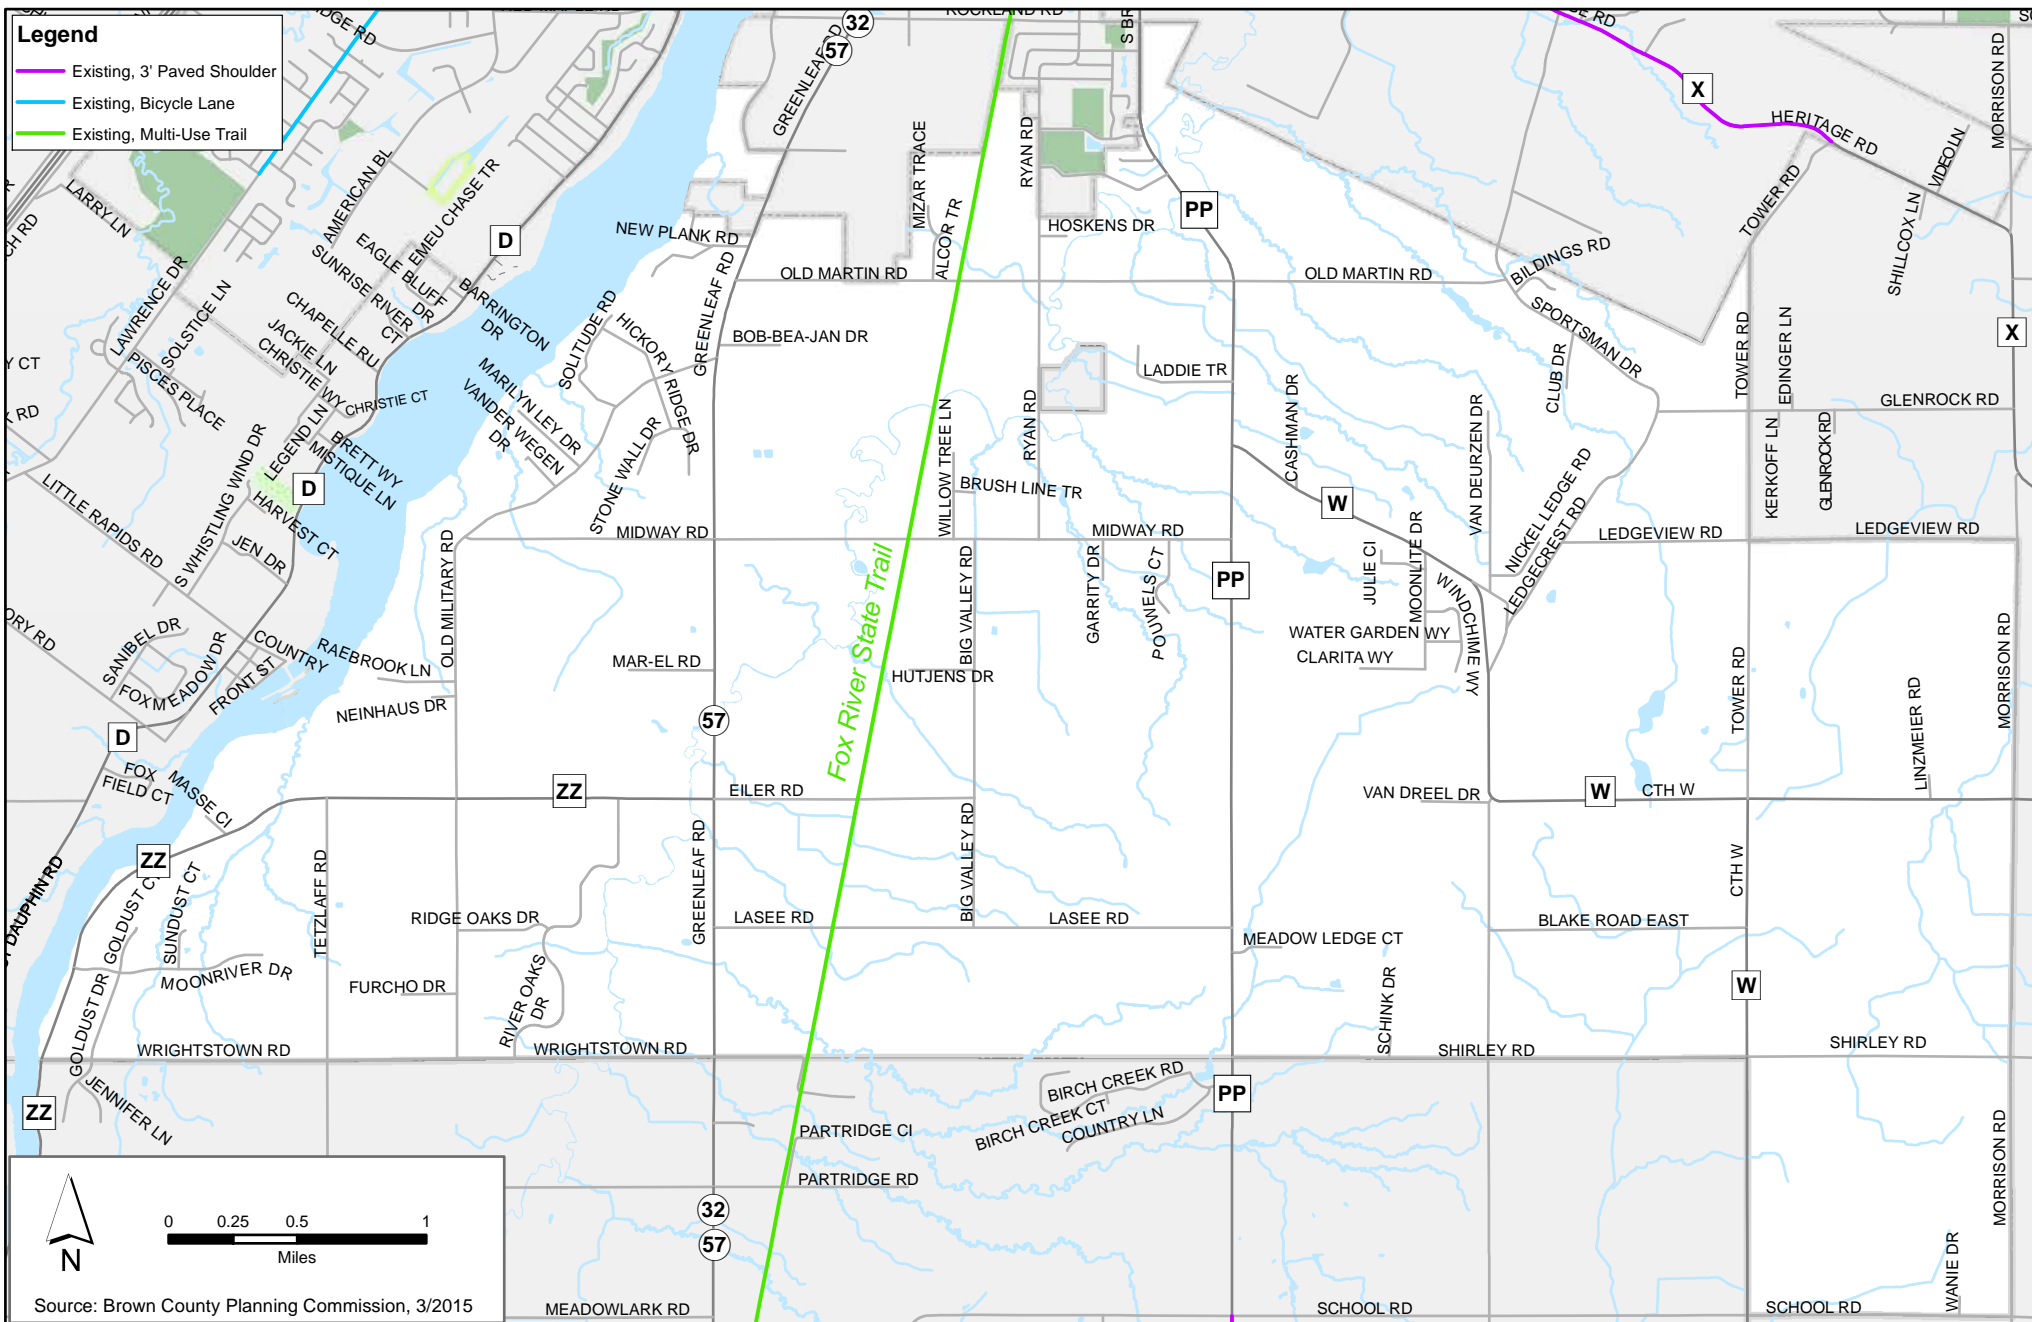 Legend
Existing, 3' Paved Shoulder
Existing, Bicycle Lane
Existing, Multi-Use Trail
32
57
GREENLEAF RD
ROCKLAND RD
X
HERITAGE RD
VIDEO LN
MORRISON RD
TOWER RD
SHILLCOX LN
LARRY LN
S AMERICAN BL
EMEU CHASE TR
D
MIZAR TRACE
ALCOR TR
RYAN RD
PP
HOSKENS DR
NEW PLANK RD
OLD MARTIN RD
OLD MARTIN RD
BILDINGS RD
SPORTSMAN DR
LAWRENCE DR
SOLSTICE LN
EAGLE BLUFF
DR
SUNRISE RIVER
CT
BARRINGTON
DR
CHAPELLE RU
JACKIE LN
CHRISTIE WY
CHRISTIE CT
PISCES PLACE
SOLITUDE RD
HICKORY RIDGE DR
GREENLEAF RD
BOB-BEA-JAN DR
MARILYN LEY DR
VANDER WEGEN
DR
STONE WALL DR
LADDIE TR
CASHMAN DR
VAN DEURZEN DR
CLUB DR
TOWER RD
EDINGER LN
X
GLENROCK RD
KERKOFF LN
GLENROCK RD
LEGEND LN
BRETT WY
MISTIQUE LN
D
HARVEST CT
S WHISTLING WIND DR
LITTLE RAPIDS RD
JEN DR
WILLOW TREE LN
RYAN RD
BRUSH LINE TR
W
NICKEL LEDGE RD
LEDGECREST RD
MIDWAY RD
MIDWAY RD
LEDGEVIEW RD
LEDGEVIEW RD
OLD MILITARY RD
Fox River State Trail
BIG VALLEY RD
GARRITY DR
POUWELS CT
PP
JULIE CI
MOONLITE DR
WINDCHIME WY
WATER GARDEN WY
CLARITA WY
SANIBEL DR
FOX MEADOW DR
FRONT ST
COUNTRY
RAEBROOK LN
NEINHAUS DR
MAR-EL RD
HUTJENS DR
57
D
TOWER RD
LINZMEIER RD
MORRISON RD
FOX
FIELD CT
MASSE CI
ZZ
EILER RD
VAN DREEL DR
W
CTH W
ZZ
GOLDUST CT
SUNDUST CT
TETZLAFF RD
RIDGE OAKS DR
GREENLEAF RD
LASEE RD
BIG VALLEY RD
LASEE RD
CTH W
BLAKE ROAD EAST
MEADOW LEDGE CT
MOONRIVER DR
GOLDUST DR
FURCHO DR
RIVER OAKS
DR
SCHINK DR
W
WRIGHTSTOWN RD
WRIGHTSTOWN RD
SHIRLEY RD
SHIRLEY RD
ZZ
JENNIFER LN
BIRCH CREEK RD
BIRCH CREEK CT
COUNTRY LN
PP
PARTRIDGE CI
PARTRIDGE RD
MORRISON RD
32
57
N
0 0.25 0.5 1
Miles
Source: Brown County Planning Commission, 3/2015
MEADOWLARK RD
SCHOOL RD
SCHOOL RD
WANIE DR